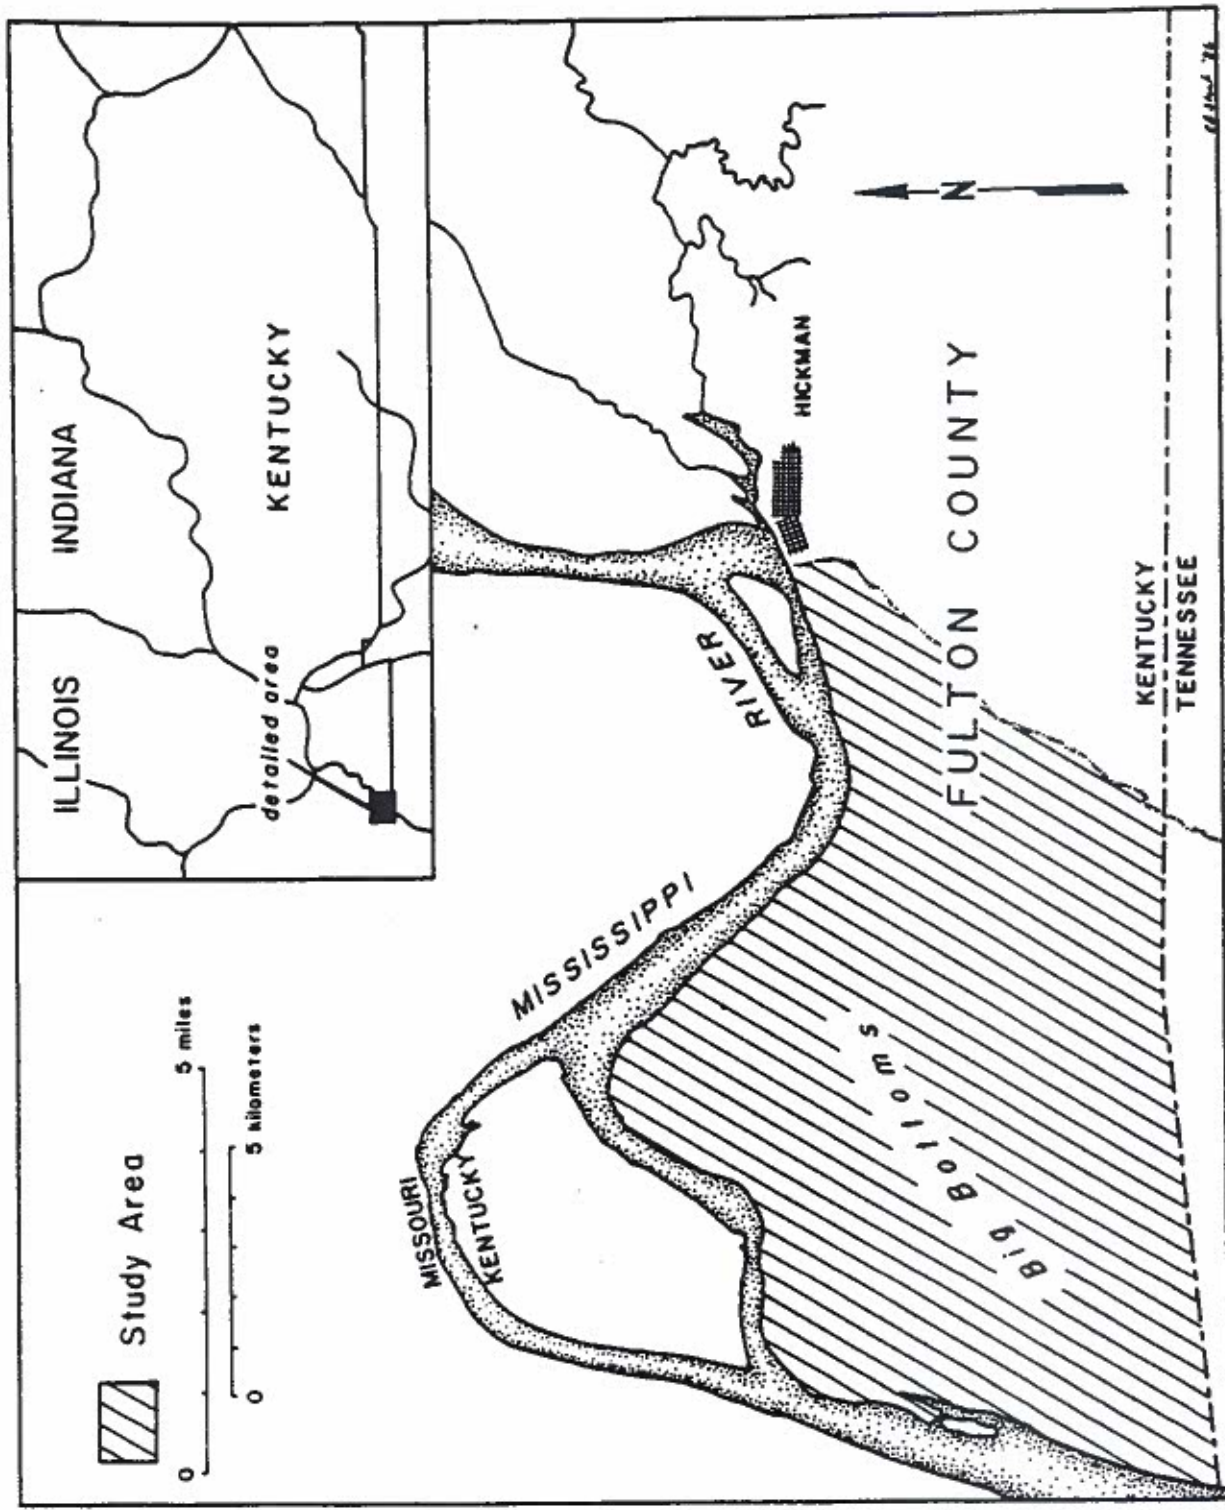 Study Area
0 5 miles
0 5 kilometers
ILLINOIS
INDIANA
KENTUCKY
detailed area
MISSOURI
KENTUCKY
MISSISSIPPI
RIVER
HICKMAN
N
FULTON COUNTY
Big Bottoms
KENTUCKY
TENNESSEE